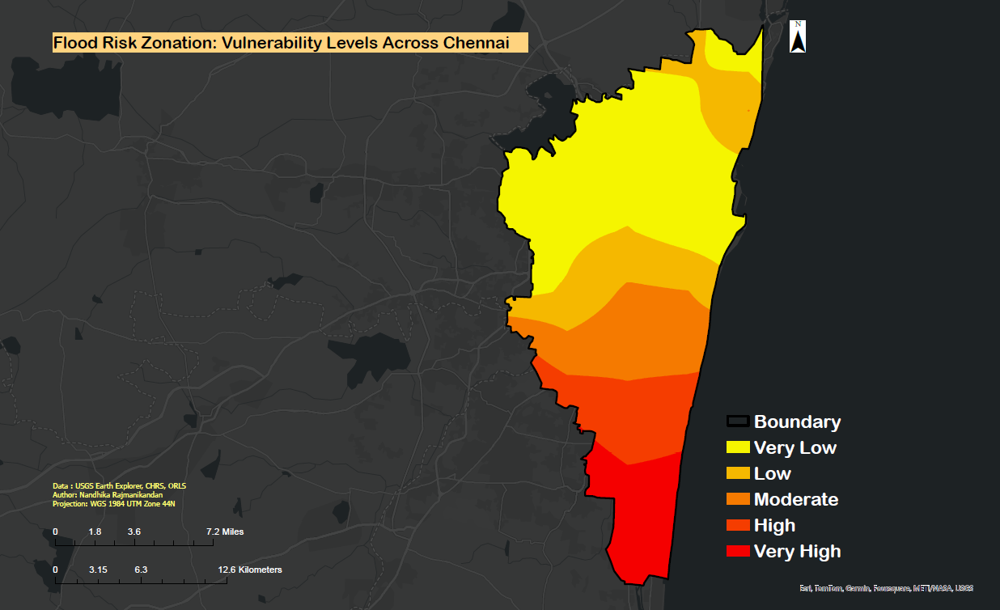 Flood Risk Zonation: Vulnerability Levels Across Chennai
N
Boundary
Very Low
Low
Moderate
High
Very High
Data : USGS Earth Explorer, CHRS, ORLS
Author: Nandhika Rajmanikandan
Projection: WGS 1984 UTM Zone 44N
0 1.8 3.6 7.2 Miles
0 3.15 6.3 12.6 Kilometers
Esri, TomTom, Garmin, Foursquare, METI/NASA, USGS